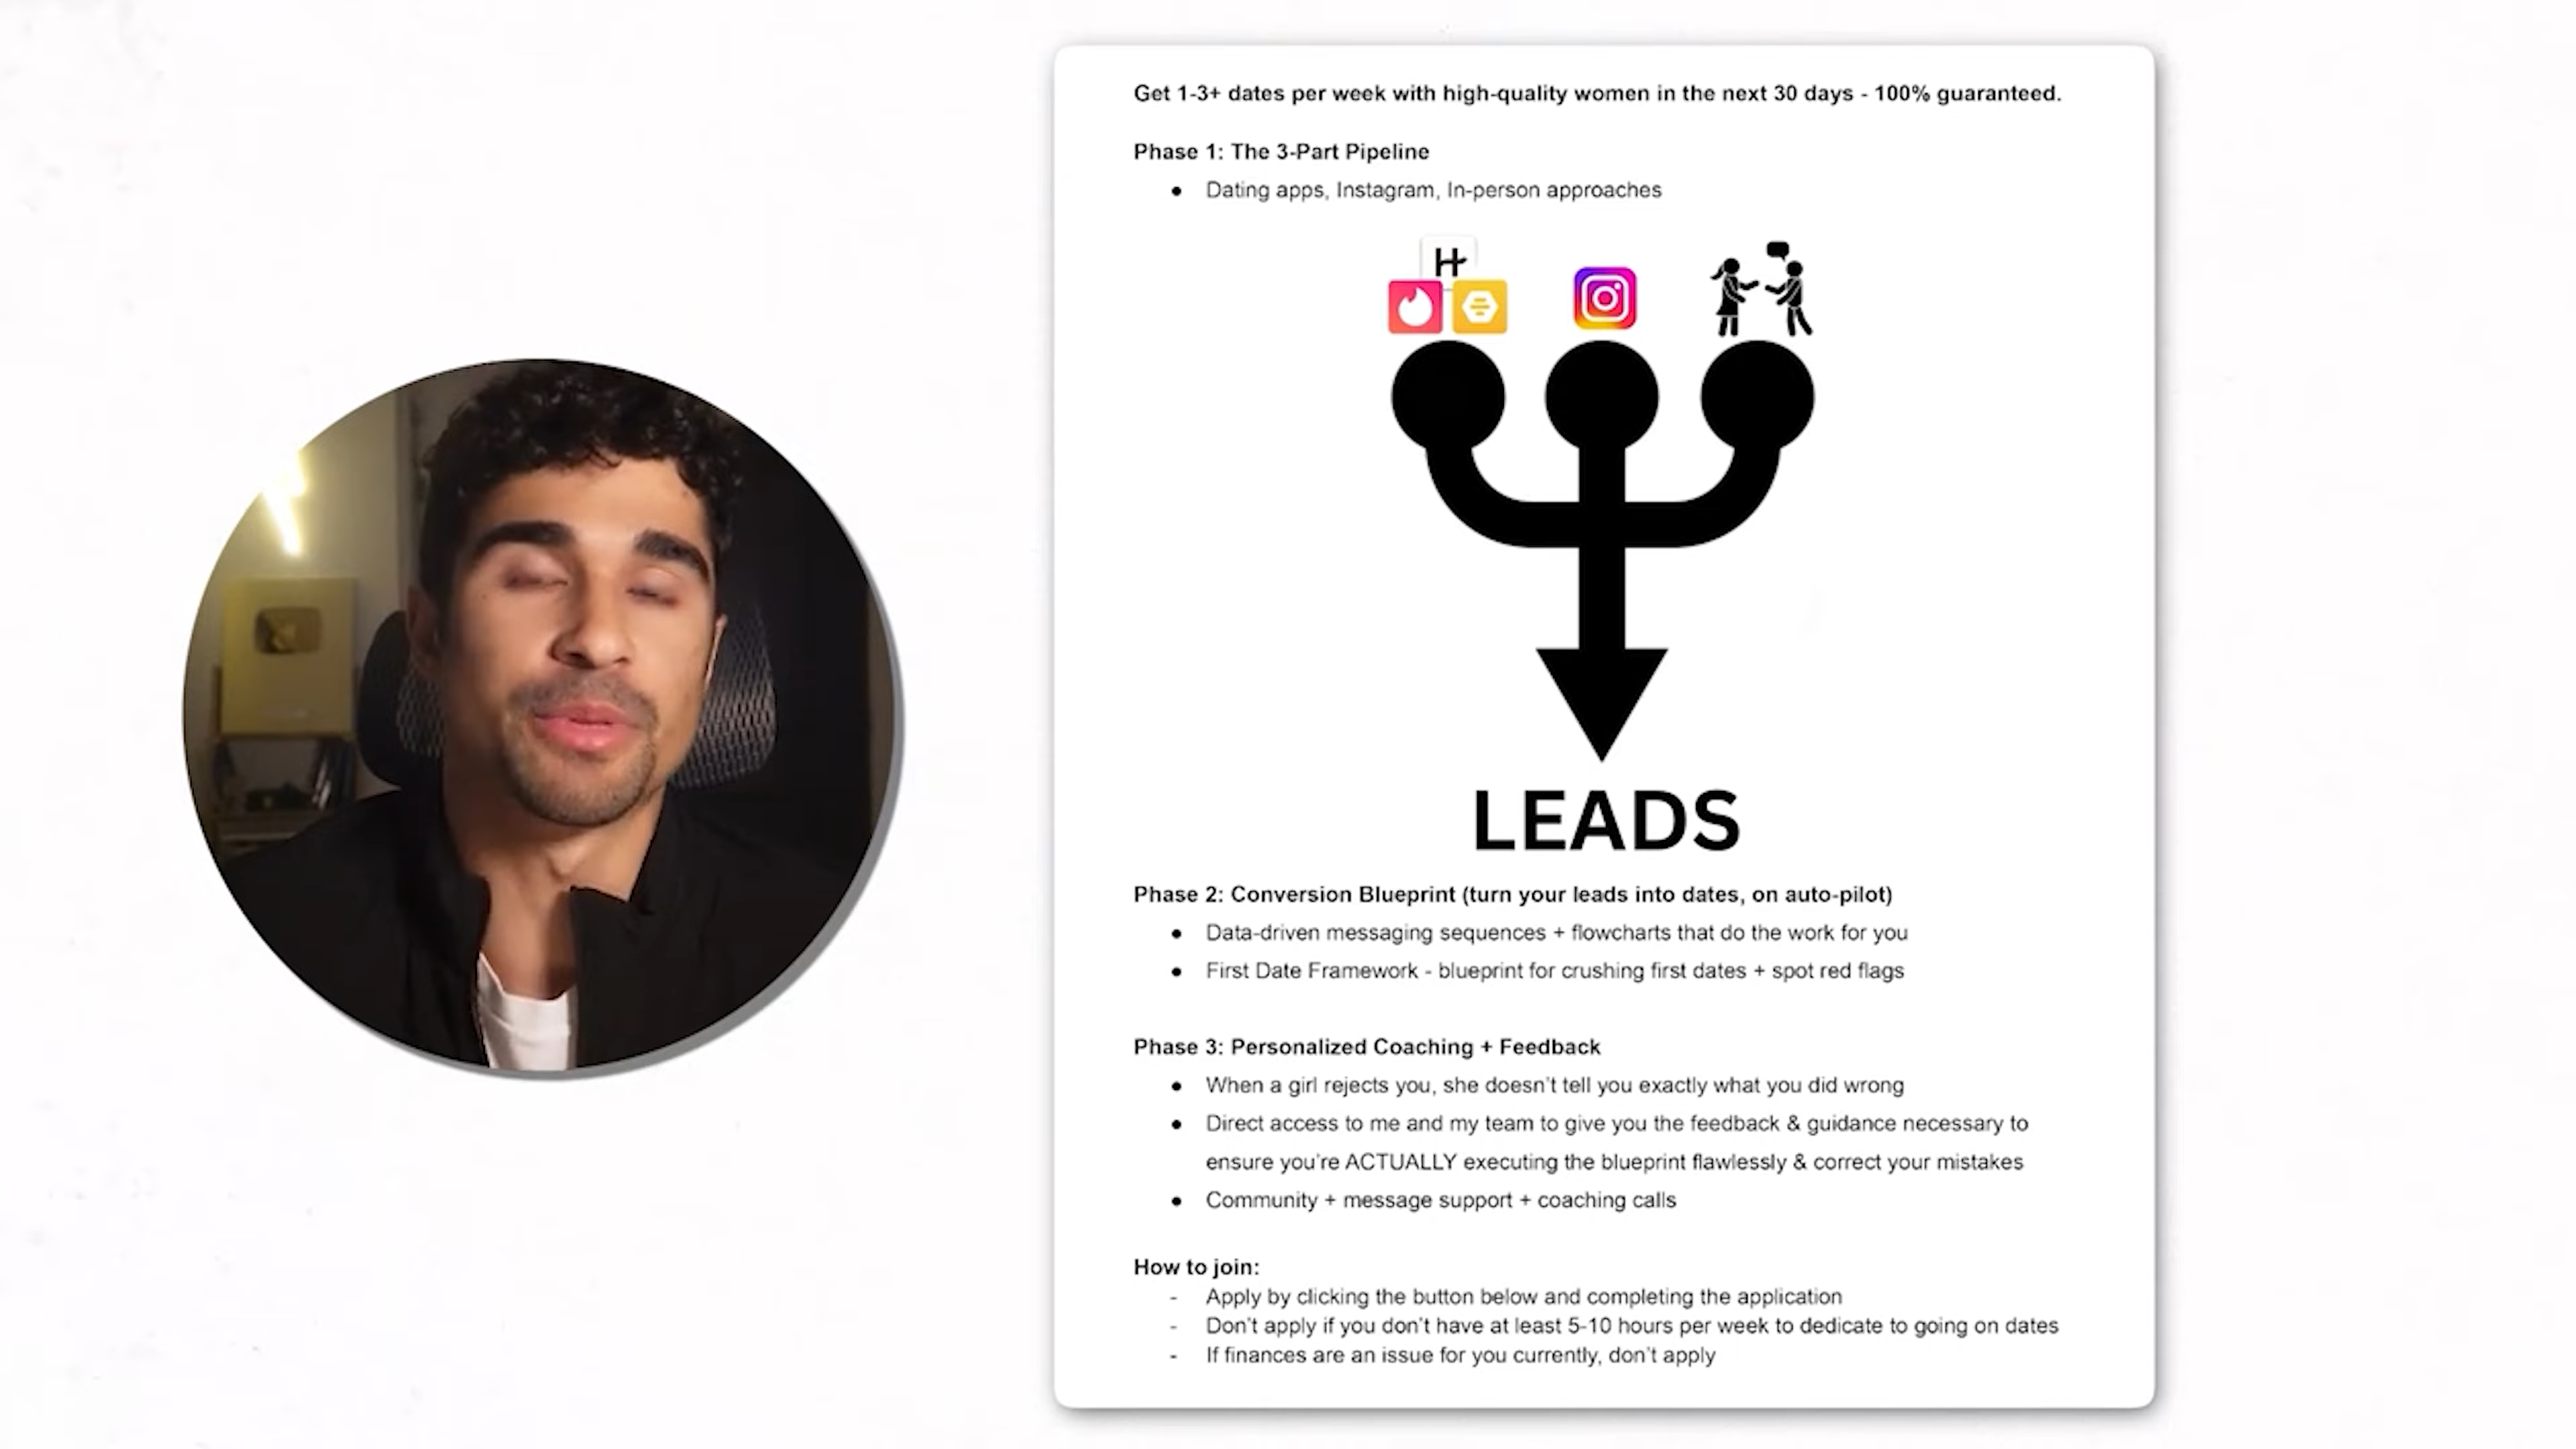 Get 1-3+ dates per week with high-quality women in the next 30 days - 100% guaranteed.
Phase 1: The 3-Part Pipeline
● Dating apps, Instagram, In-person approaches
H
LEADS
Phase 2: Conversion Blueprint (turn your leads into dates, on auto-pilot)
● Data-driven messaging sequences + flowcharts that do the work for you
● First Date Framework - blueprint for crushing first dates + spot red flags
Phase 3: Personalized Coaching + Feedback
● When a girl rejects you, she doesn't tell you exactly what you did wrong
● Direct access to me and my team to give you the feedback & guidance necessary to
ensure you're ACTUALLY executing the blueprint flawlessly & correct your mistakes
● Community + message support + coaching calls
How to join:
- Apply by clicking the button below and completing the application
- Don't apply if you don't have at least 5-10 hours per week to dedicate to going on dates
- If finances are an issue for you currently, don't apply